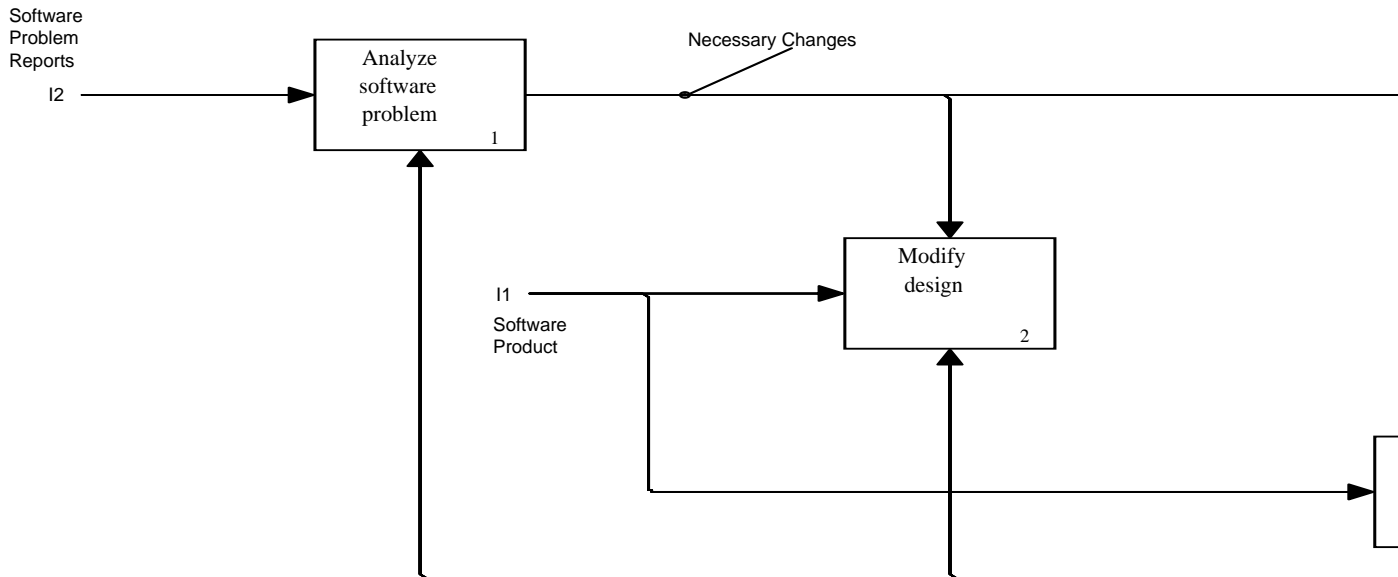 Software
Problem
Reports
I2
Analyze
software
problem
1
Necessary Changes
Modify
design
2
I1
Software
Product